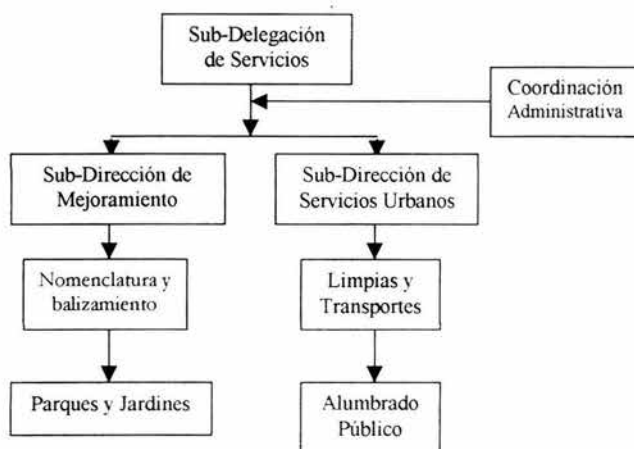 Sub-Delegación
de Servicios
Coordinación
Administrativa
Sub-Dirección de
Mejoramiento
Sub-Dirección de
Servicios Urbanos
Nomenclatura y
balizamiento
Limpias y
Transportes
Parques y Jardines
Alumbrado
Público